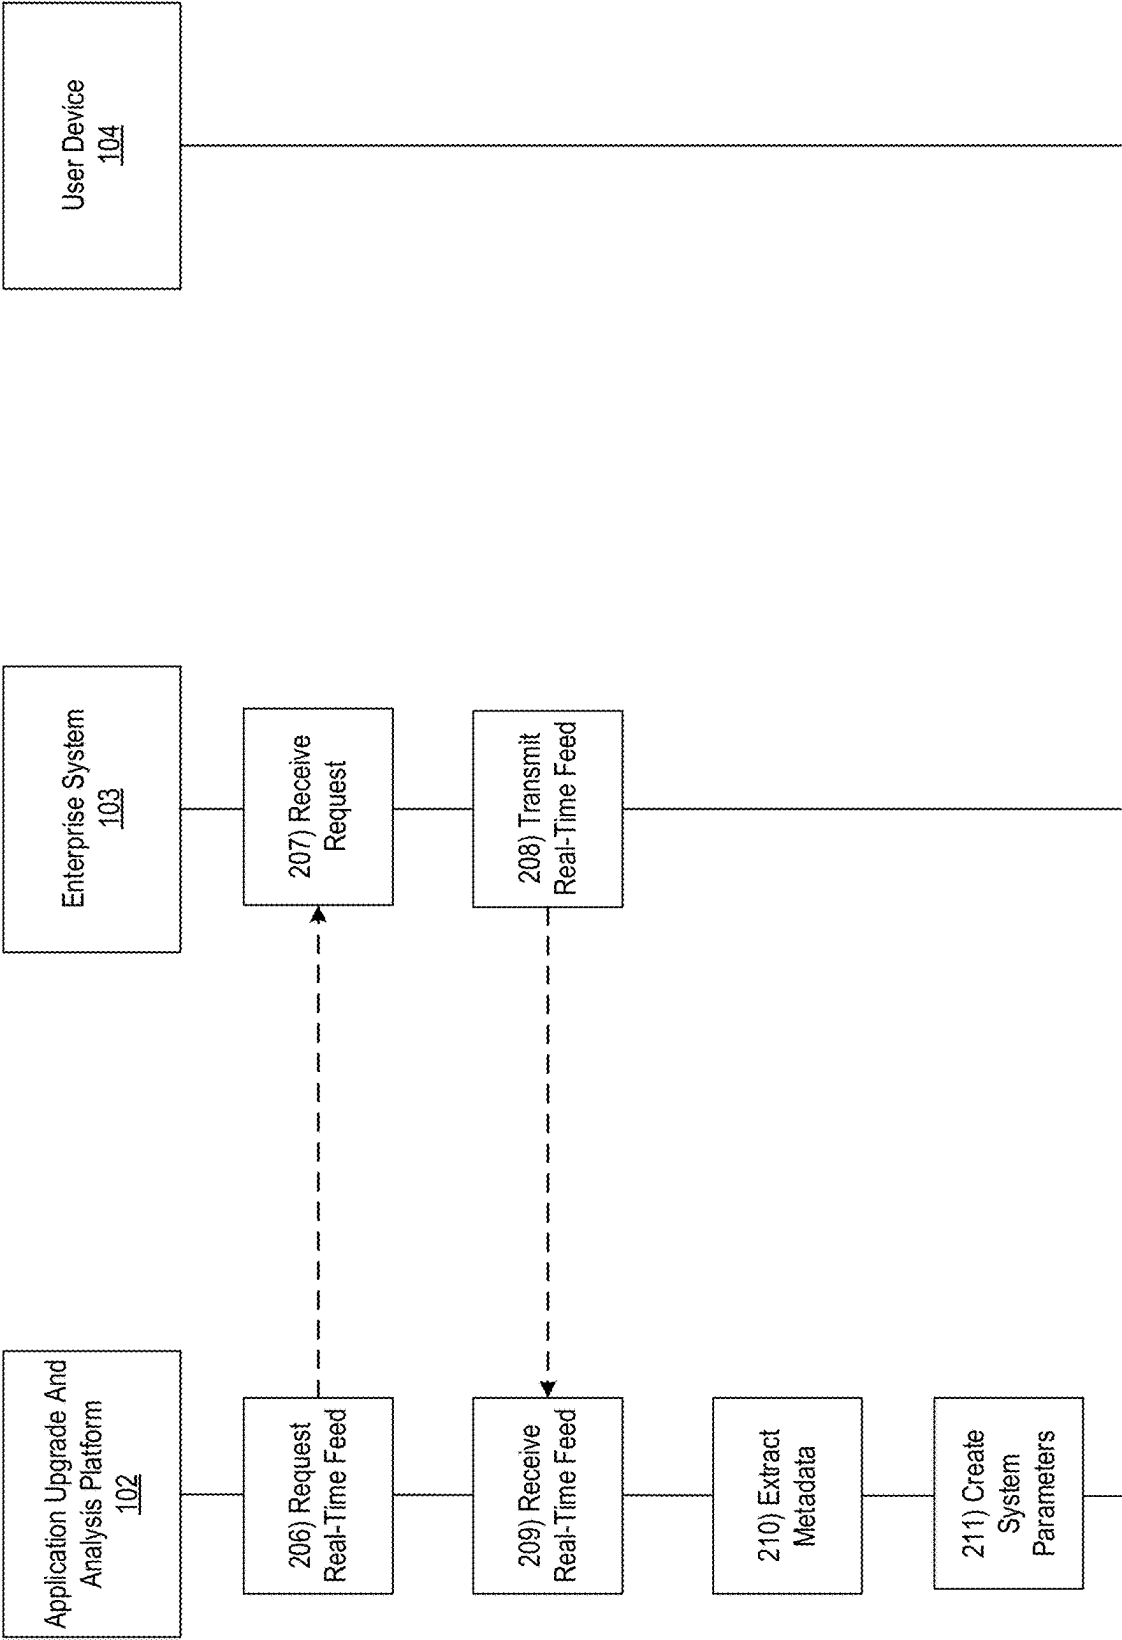 Application Upgrade And
Analysis Platform
102
Enterprise System
103
User Device
104
206) Request
Real-Time Feed
207) Receive
Request
209) Receive
Real-Time Feed
208) Transmit
Real-Time Feed
210) Extract
Metadata
211) Create
System
Parameters